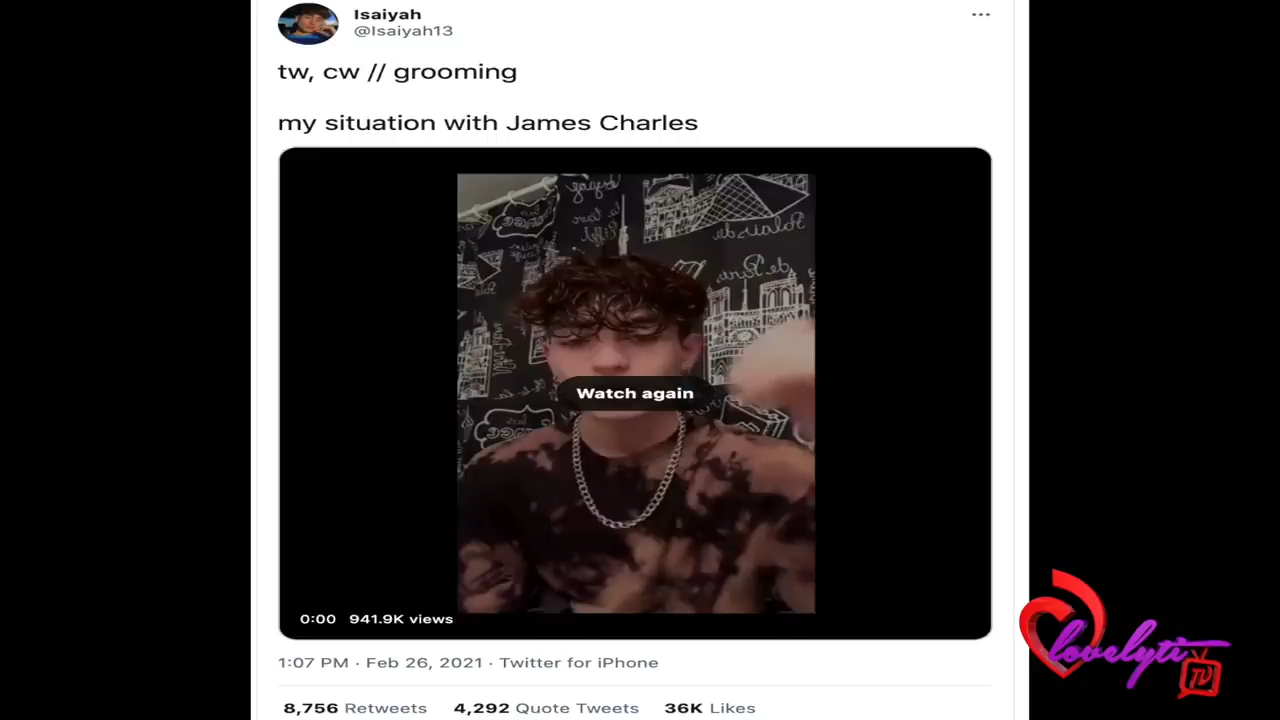 Isaiyah
@Isaiyah13
tw, cw // grooming
my situation with James Charles
Watch again
0:00 941.9K views
1:07 PM · Feb 26, 2021 · Twitter for iPhone
8,756 Retweets 4,292 Quote Tweets 36K Likes
lovelyti
TV